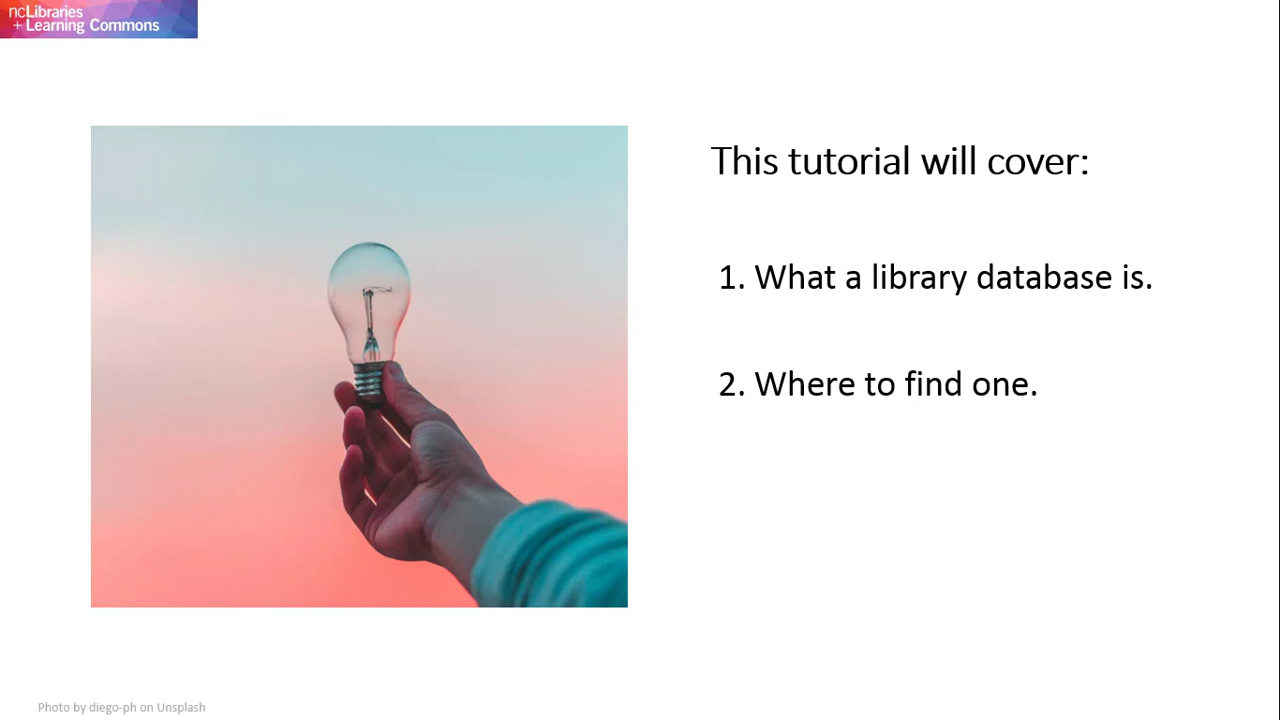 ncLibraries
+ Learning Commons
This tutorial will cover:
1. What a library database is.
2. Where to find one.
Photo by diego-ph on Unsplash